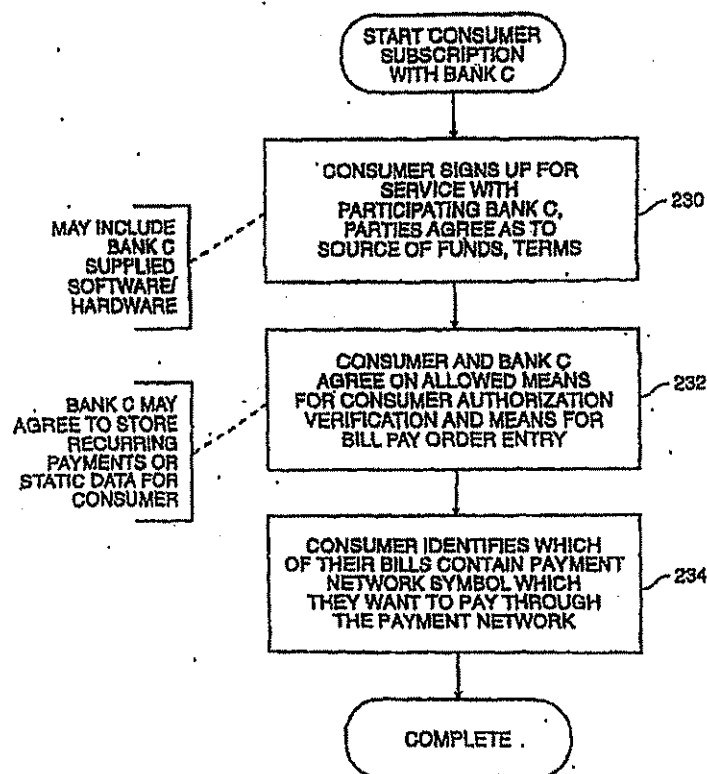 START CONSUMER
SUBSCRIPTION
WITH BANK C
CONSUMER SIGNS UP FOR
SERVICE WITH
PARTICIPATING BANK C,
PARTIES AGREE AS TO
SOURCE OF FUNDS, TERMS
230
MAY INCLUDE
BANK C
SUPPLIED
SOFTWARE/
HARDWARE
CONSUMER AND BANK C
AGREE ON ALLOWED MEANS
FOR CONSUMER AUTHORIZATION
VERIFICATION AND MEANS FOR
BILL PAY ORDER ENTRY
232
BANK C MAY
AGREE TO STORE
RECURRING
PAYMENTS OR
STATIC DATA FOR
CONSUMER
CONSUMER IDENTIFIES WHICH
OF THEIR BILLS CONTAIN PAYMENT
NETWORK SYMBOL WHICH
THEY WANT TO PAY THROUGH
THE PAYMENT NETWORK
234
COMPLETE